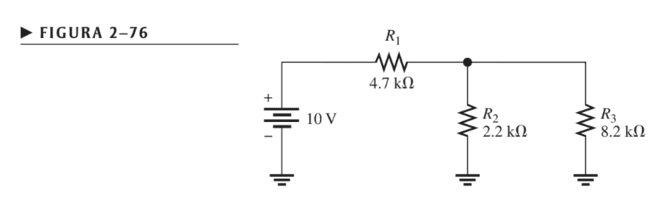 ▶ FIGURA 2–76
R₁
4.7 kΩ
+
10 V
–
R₂
2.2 kΩ
R₃
8.2 kΩ